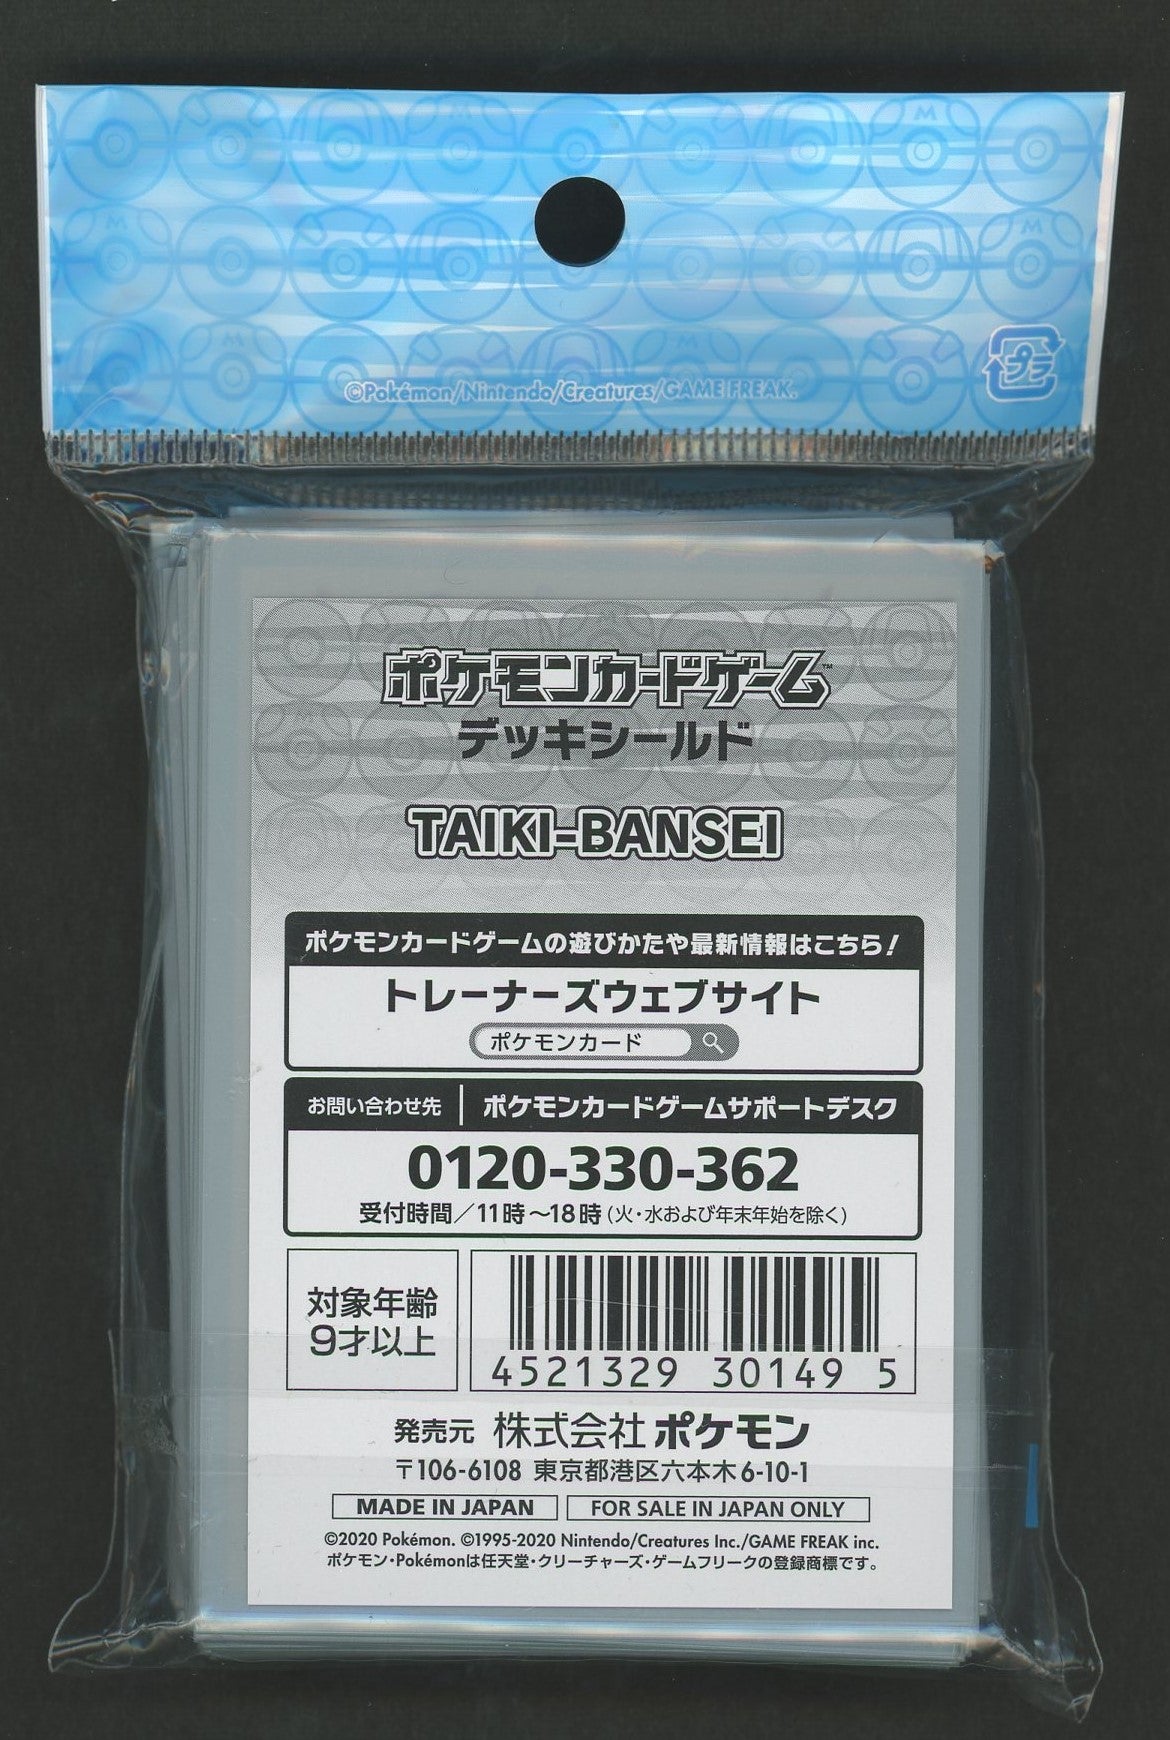 ©Pokémon/Nintendo/Creatures/GAME FREAK.
プラ
ポケモンカードゲーム™
デッキシールド
TAIKI-BANSEI
ポケモンカードゲームの遊びかたや最新情報はこちら!
トレーナーズウェブサイト
ポケモンカード
お問い合わせ先 ポケモンカードゲームサポートデスク
0120-330-362
受付時間/11時~18時(火・水および年末年始を除く)
対象年齢
9才以上
4521329 30149 5
発売元 株式会社ポケモン
〒106-6108 東京都港区六本木6-10-1
MADE IN JAPAN FOR SALE IN JAPAN ONLY
©2020 Pokémon. ©1995-2020 Nintendo/Creatures Inc./GAME FREAK inc.
ポケモン・Pokémonは任天堂・クリーチャーズ・ゲームフリークの登録商標です。